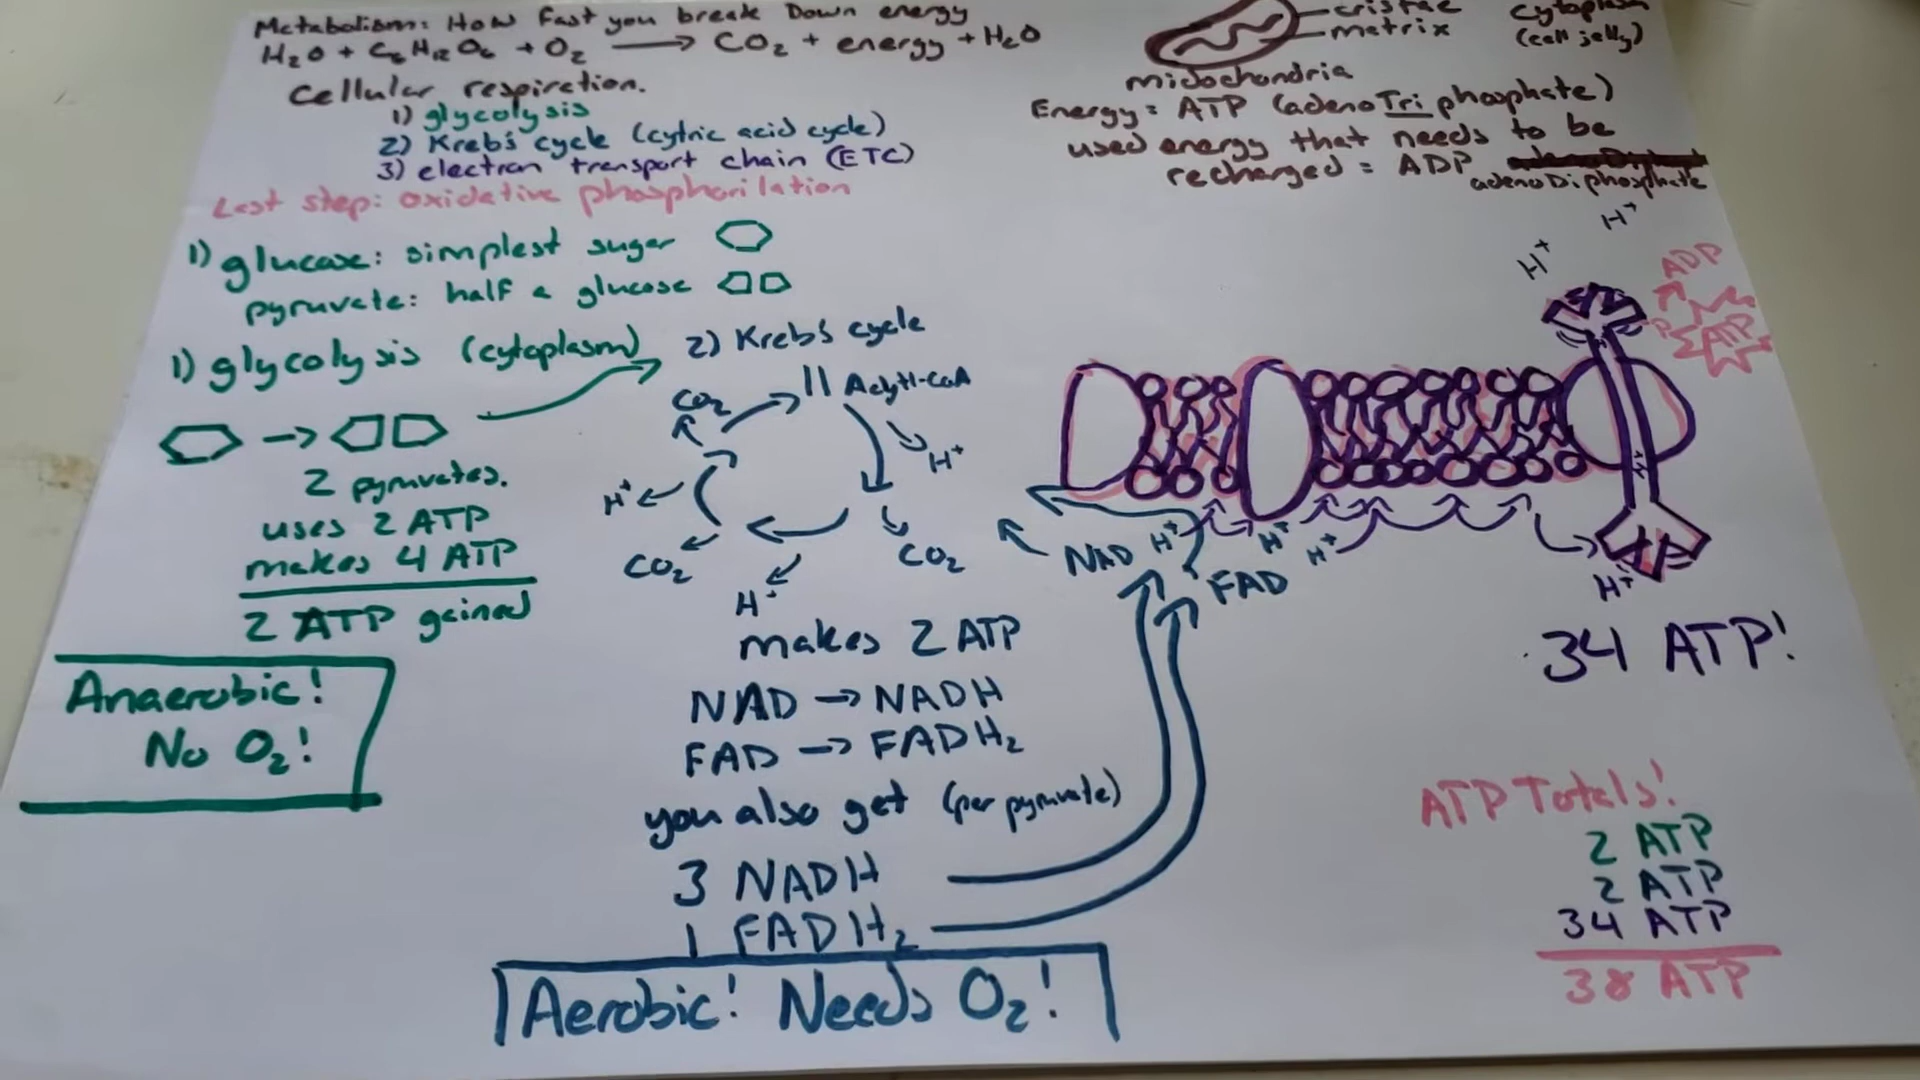 Metabolism: How fast you break Down energy
H₂O + C₆H₁₂O₆ + O₂ → CO₂ + energy + H₂O
Cellular respiration.
1) glycolysis
2) Krebs cycle (cytric acid cycle)
3) electron transport chain (ETC)
Last step: oxidative phosphorilation
cristae
matrix
cytoplasm
(cell jelly)
midochondria
Energy = ATP (adenoTri phosphate)
used energy that needs to be
recharged = ADP
adenoDiphosphate
1) glucose: simplest sugar
pyruvate: half a glucose
1) glycolysis (cytoplasm)
→
2 pyruvates.
uses 2 ATP
makes 4 ATP
2 ATP gained
Anaerobic!
No O₂!
2) Kreb's cycle
CO₂
H⁺
CO₂
H⁺
CO₂
H⁺
makes 2 ATP
NAD → NADH
FAD → FADH₂
you also get (per pyruvate)
3 NADH
1 FADH₂
Aerobic! Needs O₂!
H⁺
H⁺
ADP
P
ATP
NAD
H⁺
H⁺
H⁺
FAD
H⁺
34 ATP!
ATP Totals!
2 ATP
2 ATP
34 ATP
38 ATP